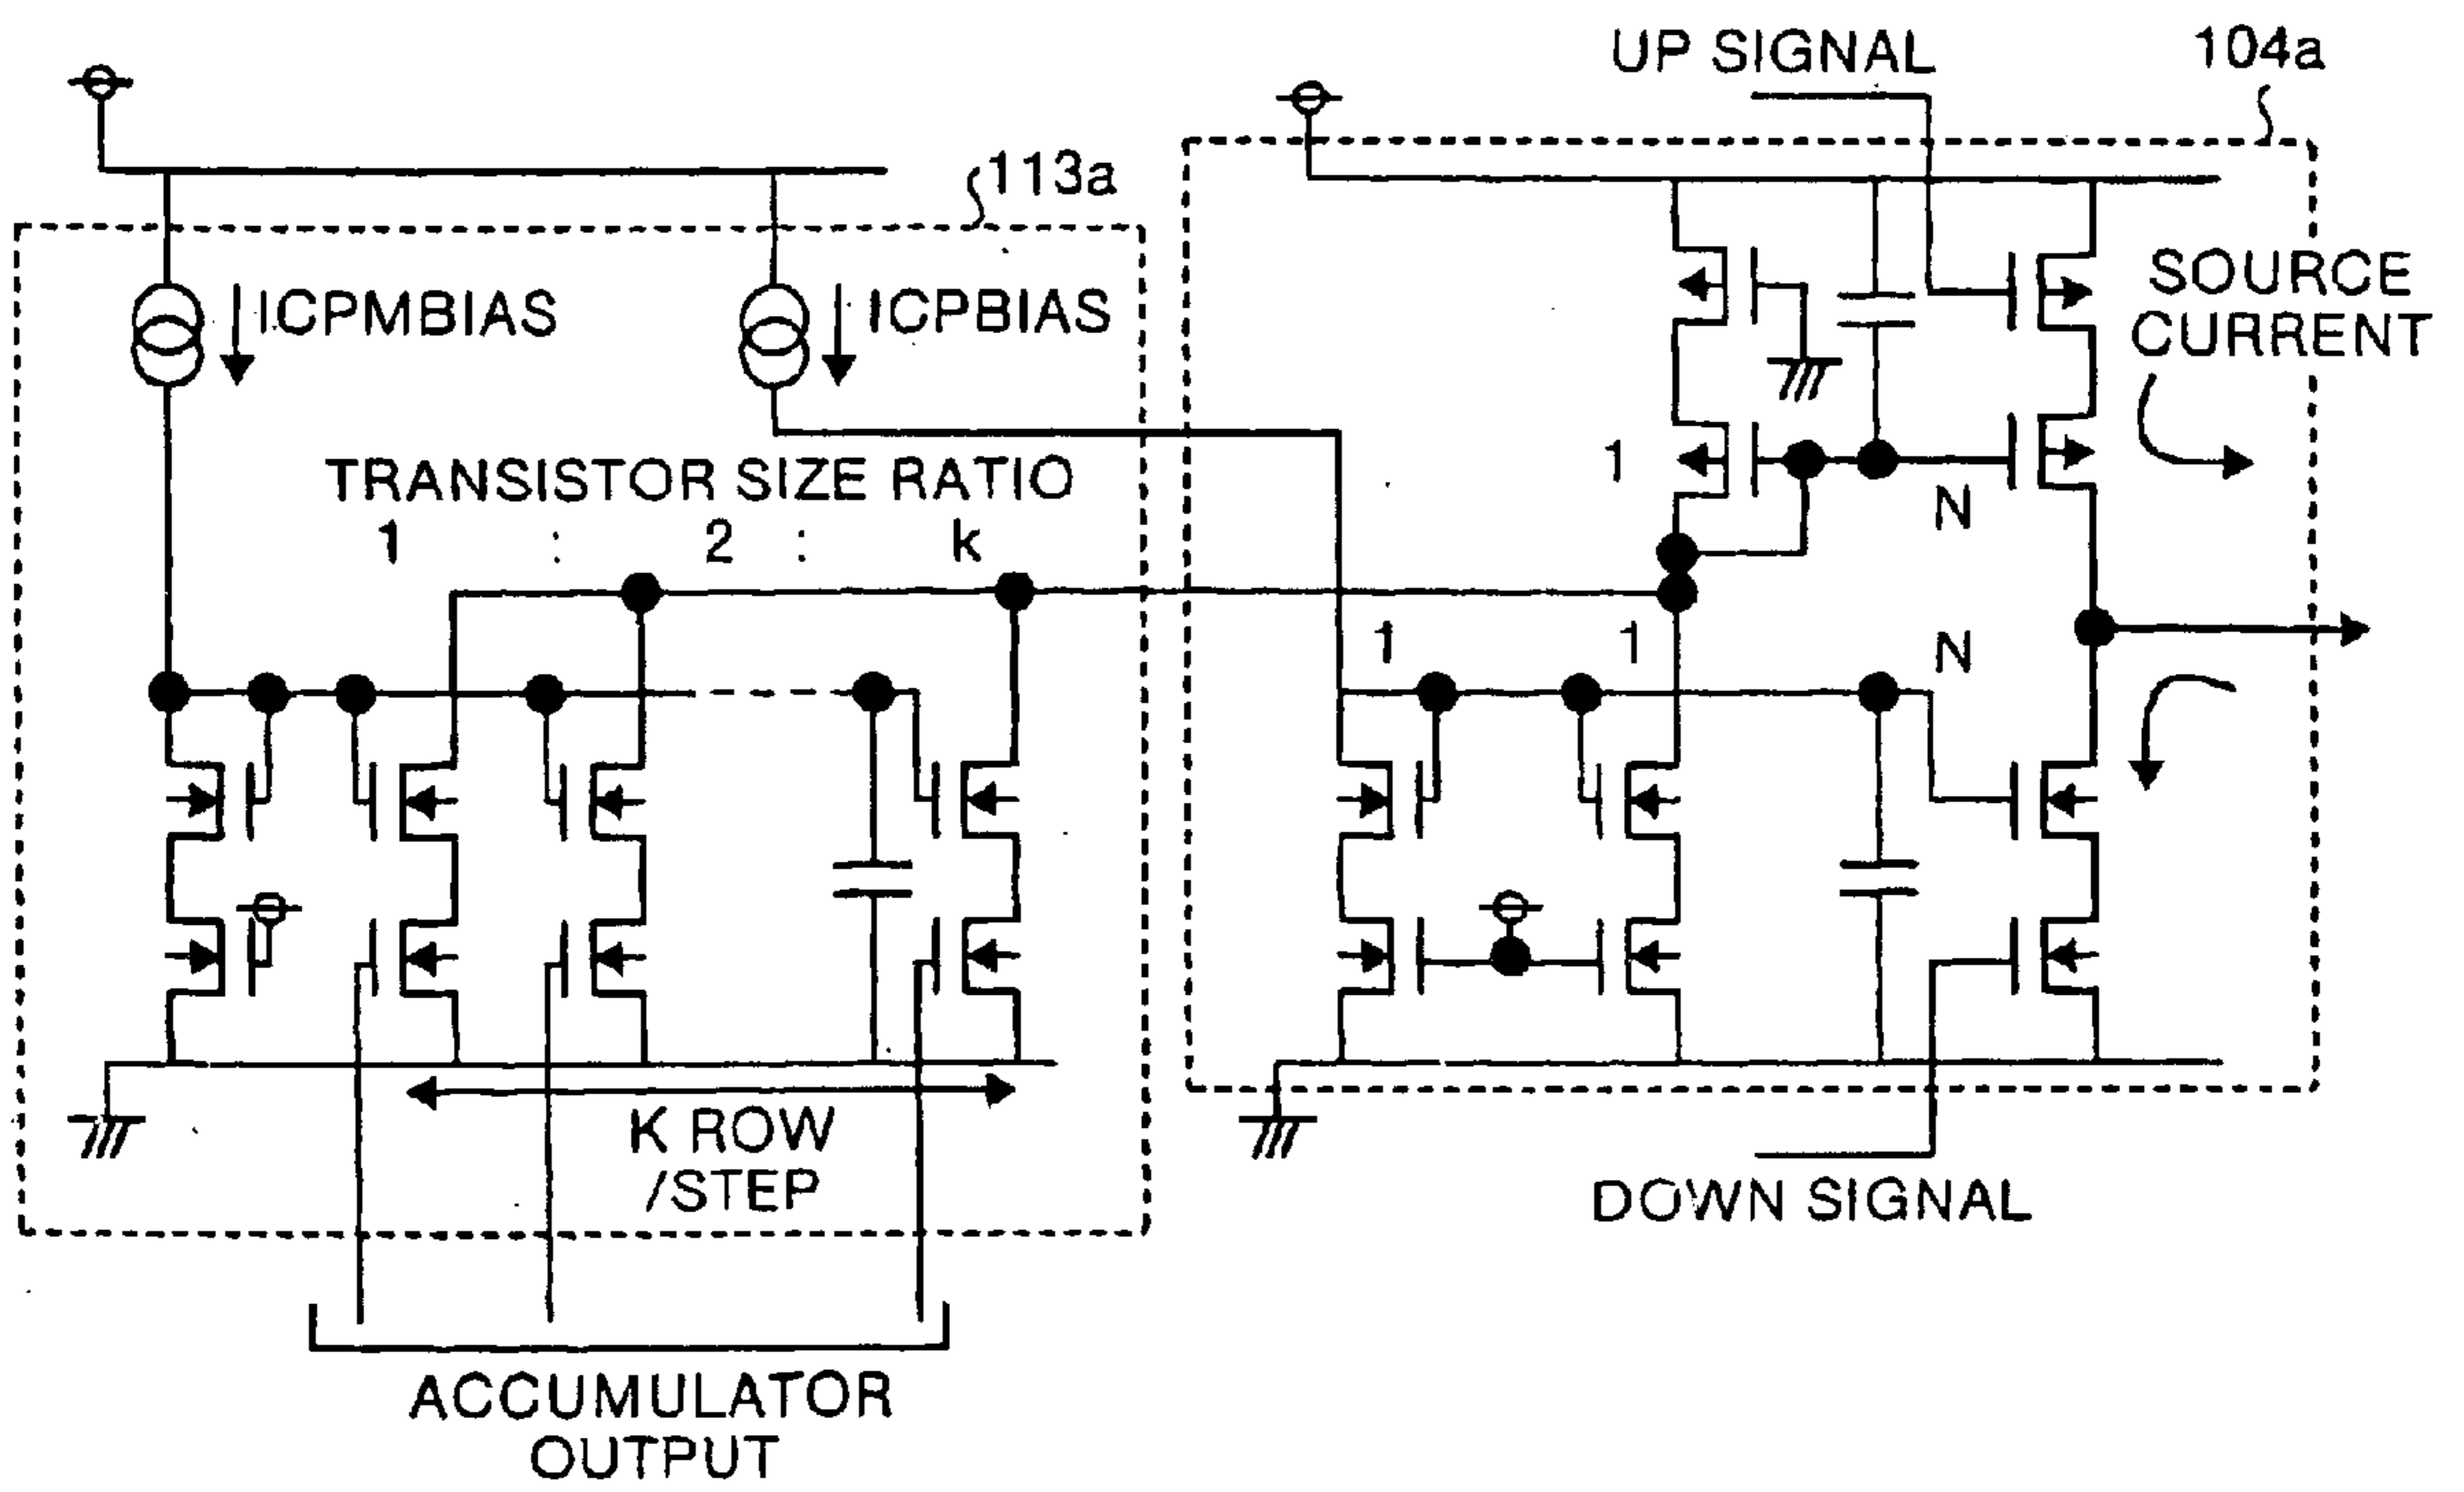 UP SIGNAL
104a
113a
ICPMBIAS
ICPBIAS
SOURCE
CURRENT
TRANSISTOR SIZE RATIO
1 : 2 : k
1
N
1
1
N
K ROW
/STEP
DOWN SIGNAL
ACCUMULATOR
OUTPUT